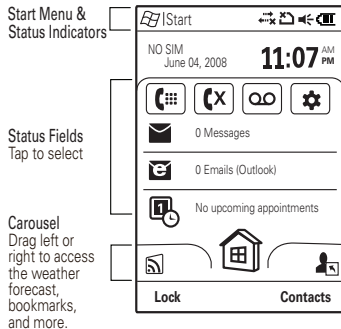 Start Menu &
Status Indicators
Start
NO SIM
June 04, 2008
11:07 AM
PM
Status Fields
Tap to select
0 Messages
0 Emails (Outlook)
1
No upcoming appointments
Carousel
Drag left or
right to access
the weather
forecast,
bookmarks,
and more.
Lock
Contacts